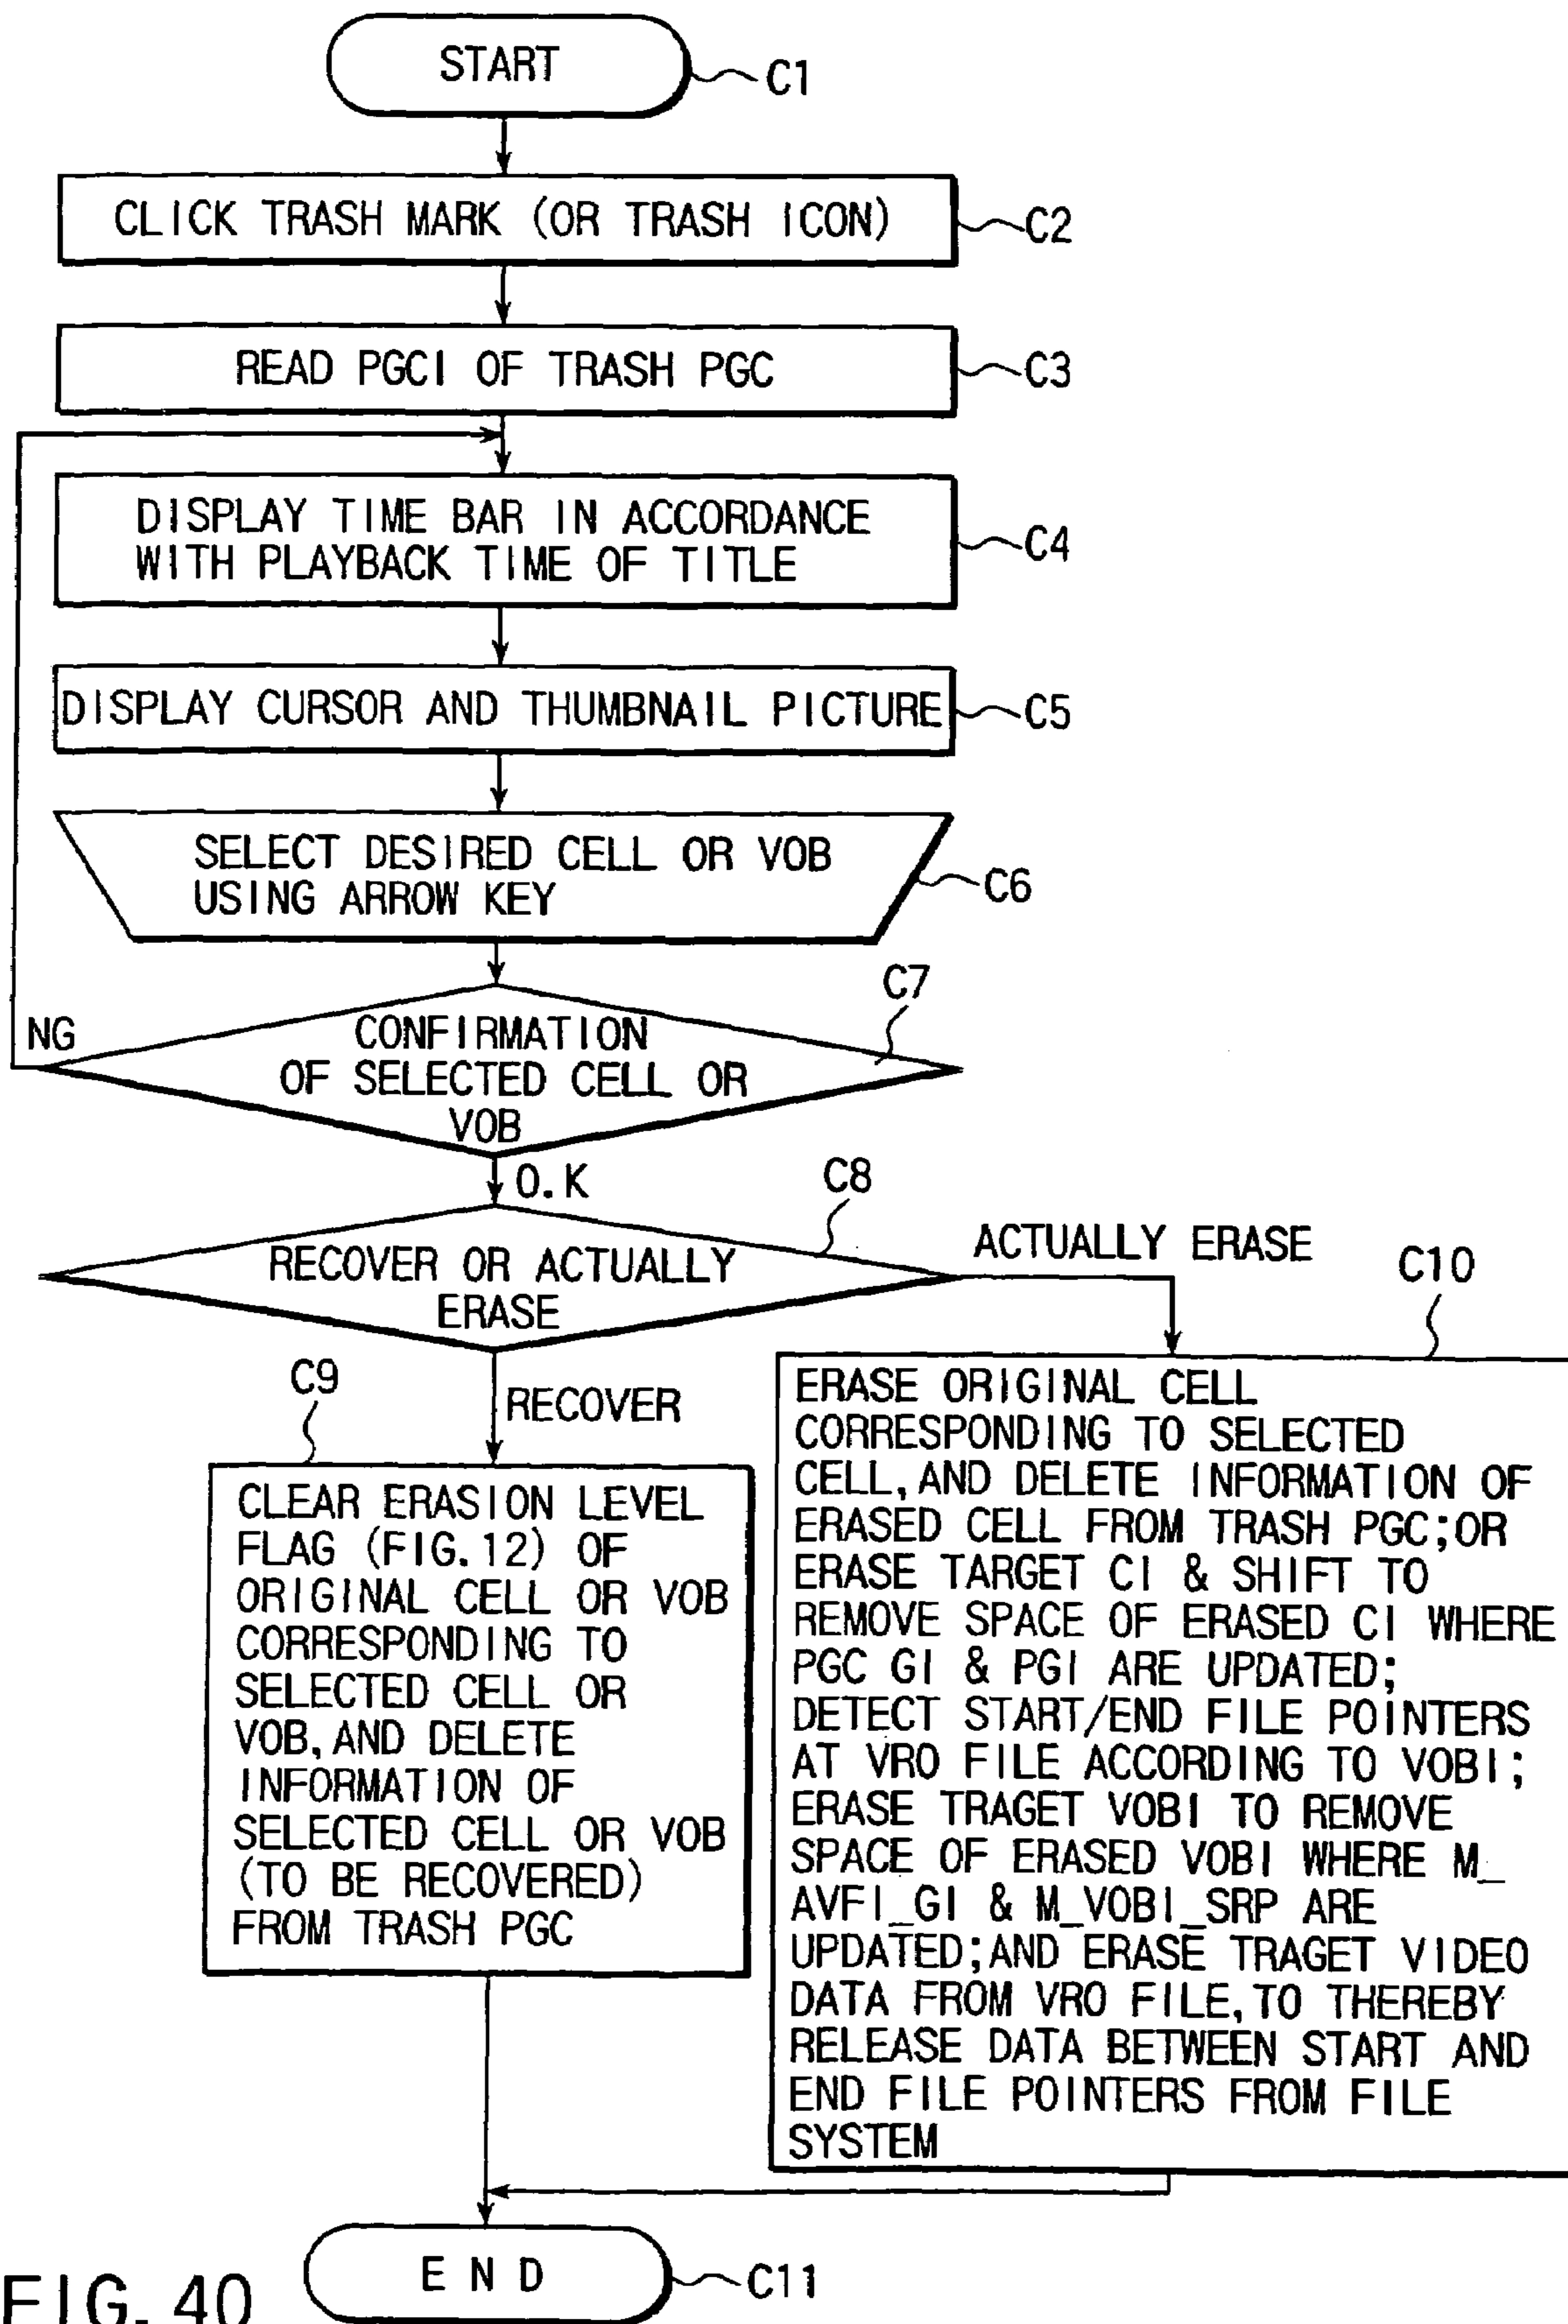 START
C1
CLICK TRASH MARK (OR TRASH ICON)
C2
READ PGCI OF TRASH PGC
C3
DISPLAY TIME BAR IN ACCORDANCE
WITH PLAYBACK TIME OF TITLE
C4
DISPLAY CURSOR AND THUMBNAIL PICTURE
C5
SELECT DESIRED CELL OR VOB
USING ARROW KEY
C6
C7
NG
CONFIRMATION
OF SELECTED CELL OR
VOB
O.K
C8
RECOVER OR ACTUALLY
ERASE
ACTUALLY ERASE
C10
C9
RECOVER
CLEAR ERASION LEVEL
FLAG (FIG.12) OF
ORIGINAL CELL OR VOB
CORRESPONDING TO
SELECTED CELL OR
VOB,AND DELETE
INFORMATION OF
SELECTED CELL OR VOB
(TO BE RECOVERED)
FROM TRASH PGC
ERASE ORIGINAL CELL
CORRESPONDING TO SELECTED
CELL,AND DELETE INFORMATION OF
ERASED CELL FROM TRASH PGC;OR
ERASE TARGET CI & SHIFT TO
REMOVE SPACE OF ERASED CI WHERE
PGC GI & PGI ARE UPDATED;
DETECT START/END FILE POINTERS
AT VRO FILE ACCORDING TO VOBI;
ERASE TRAGET VOBI TO REMOVE
SPACE OF ERASED VOBI WHERE M_
AVFI_GI & M_VOBI_SRP ARE
UPDATED;AND ERASE TRAGET VIDEO
DATA FROM VRO FILE,TO THEREBY
RELEASE DATA BETWEEN START AND
END FILE POINTERS FROM FILE
SYSTEM
END
C11
FIG. 40